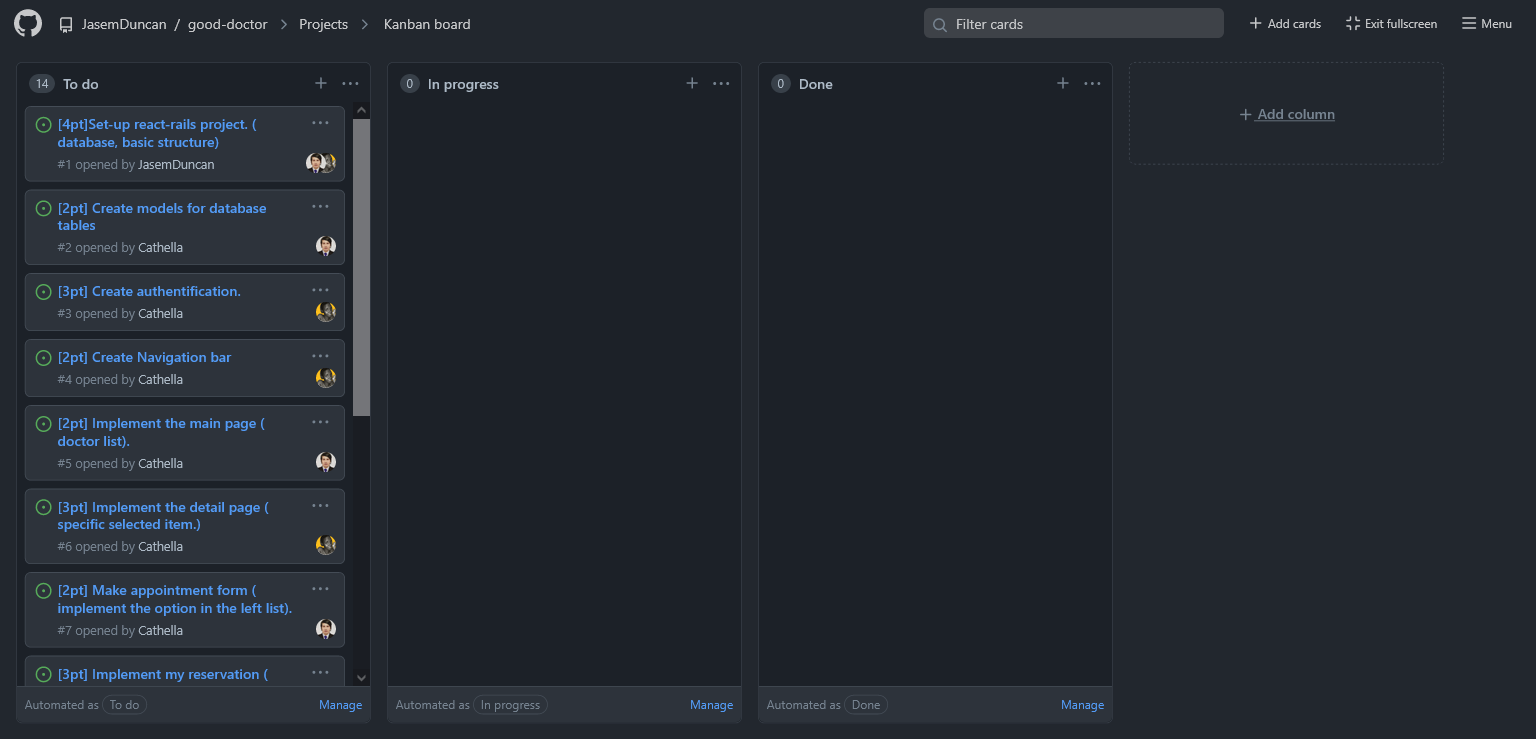 JasemDuncan / good-doctor > Projects > Kanban board
Filter cards
Add cards
Exit fullscreen
Menu
14 To do
[4pt]Set-up react-rails project. (
database, basic structure)
#1 opened by JasemDuncan
[2pt] Create models for database
tables
#2 opened by Cathella
[3pt] Create authentification.
#3 opened by Cathella
[2pt] Create Navigation bar
#4 opened by Cathella
[2pt] Implement the main page (
doctor list).
#5 opened by Cathella
[3pt] Implement the detail page (
specific selected item.)
#6 opened by Cathella
[2pt] Make appointment form (
implement the option in the left list).
#7 opened by Cathella
[3pt] Implement my reservation (
Automated as To do
Manage
0 In progress
Automated as In progress
Manage
0 Done
Automated as Done
Manage
Add column